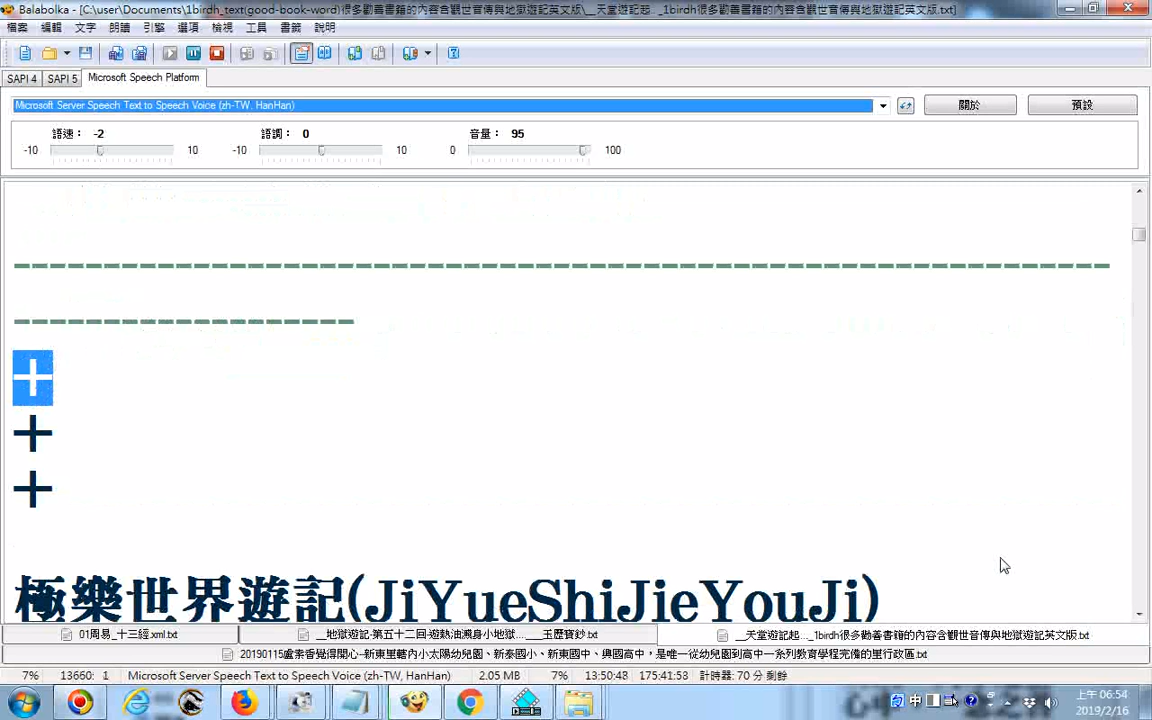 Balabolka - [C:\user\Documents\1birdh_text(good-book-word)很多勸善書籍的內容含觀世音傳與地獄遊記英文版\__天堂遊記起..._1birdh很多勸善書籍的內容含觀世音傳與地獄遊記英文版.txt]
檔案 編輯 文字 朗讀 引擎 選項 檢視 工具 書籤 說明
SAPI 4 SAPI 5 Microsoft Speech Platform
Microsoft Server Speech Text to Speech Voice (zh-TW, HanHan) 關於 預設
語速： -2 語調： 0 音量： 95
-10 10 -10 10 0 100
-------------------------------------------------------------
-------------------
+
+
+
極樂世界遊記(JiYueShiJieYouJi)
01周易_十三經.xml.txt __地獄遊記-第五十二回-遊熱油濺身小地獄...____玉歷寶鈔.txt __天堂遊記起..._1birdh很多勸善書籍的內容含觀世音傳與地獄遊記英文版.txt
20190115盧素香覺得開心--新東里轄內小太陽幼兒園、新泰國小、新東國中、興國高中，是唯一從幼兒園到高中一系列教育學程完備的里行政區.txt
7% 13660: 1 Microsoft Server Speech Text to Speech Voice (zh-TW, HanHan) 2.05 MB 7% 13:50:48 175:41:58 計時器: 70 分 剩餘
中
上午 06:54
2019/2/16